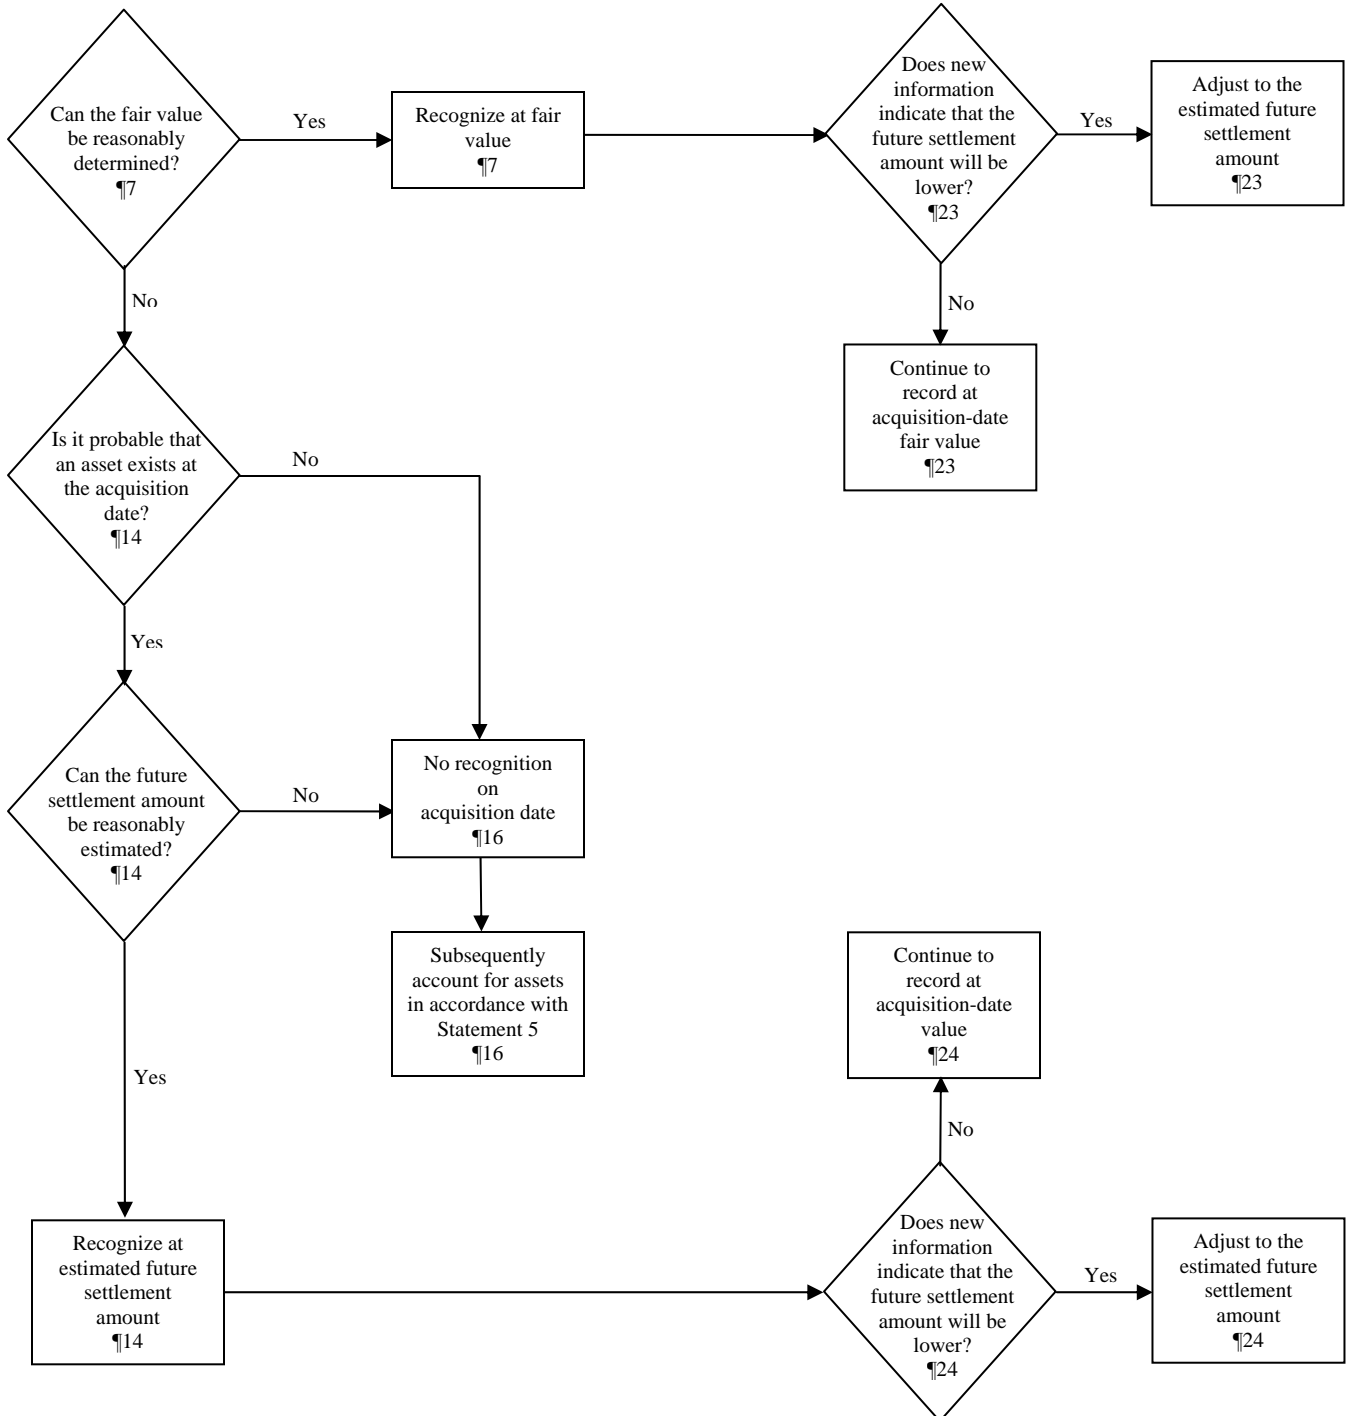 Can the fair value
be reasonably
determined?
¶7
Yes
Recognize at fair
value
¶7
Does new
information
indicate that the
future settlement
amount will be
lower?
¶23
Yes
Adjust to the
estimated future
settlement
amount
¶23
No
No
Continue to
record at
acquisition-date
fair value
¶23
Is it probable that
an asset exists at
the acquisition
date?
¶14
No
Yes
Can the future
settlement amount
be reasonably
estimated?
¶14
No
No recognition
on
acquisition date
¶16
Subsequently
account for assets
in accordance with
Statement 5
¶16
Yes
Continue to
record at
acquisition-date
value
¶24
No
Recognize at
estimated future
settlement
amount
¶14
Does new
information
indicate that the
future settlement
amount will be
lower?
¶24
Yes
Adjust to the
estimated future
settlement
amount
¶24